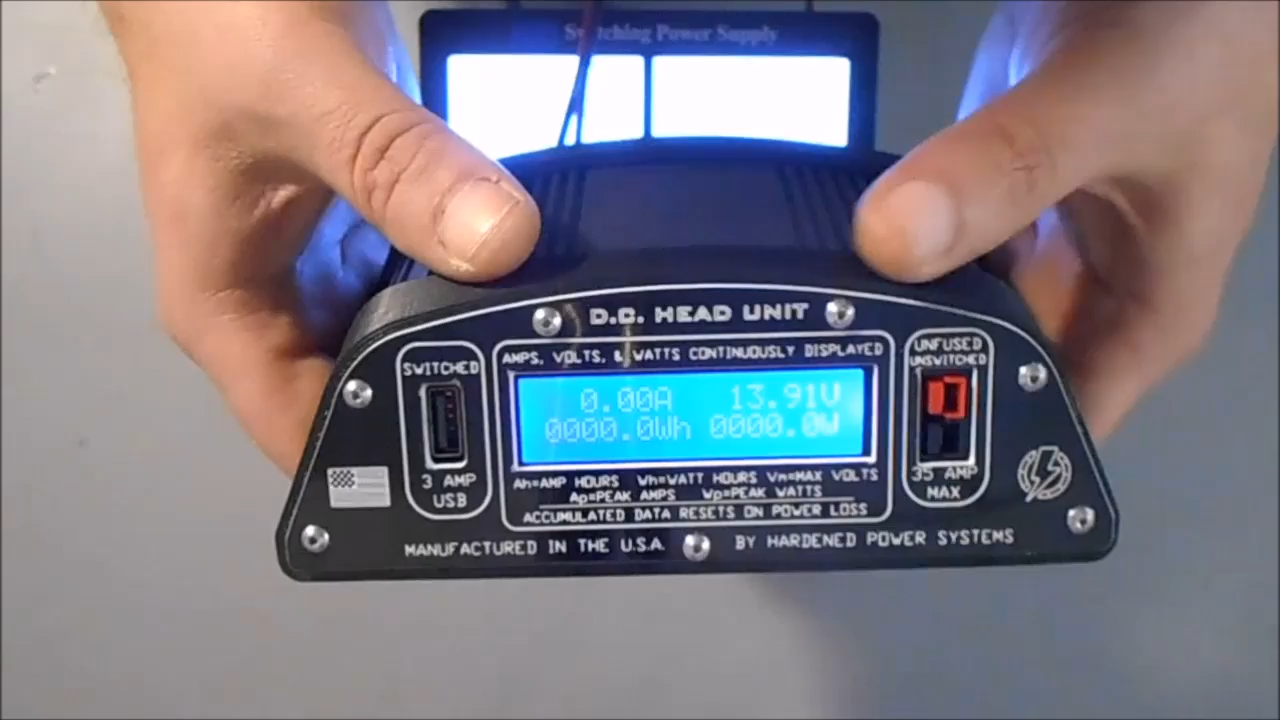 Switching Power Supply
D.C. HEAD UNIT
AMPS, VOLTS, & WATTS CONTINUOUSLY DISPLAYED
SWITCHED
3 AMP
USB
0.00A 13.91V
0000.0Wh 0000.0W
Ah=AMP HOURS Wh=WATT HOURS Vm=MAX VOLTS
Ap=PEAK AMPS Wp=PEAK WATTS
ACCUMULATED DATA RESETS ON POWER LOSS
UNFUSED
UNSWITCHED
35 AMP
MAX
MANUFACTURED IN THE U.S.A. BY HARDENED POWER SYSTEMS